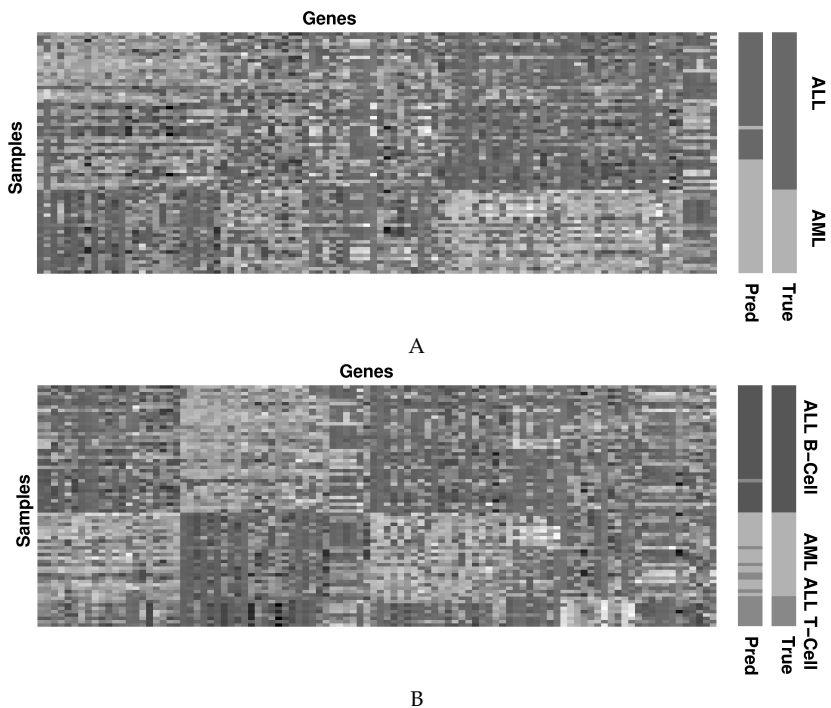 Genes
Samples
ALL
AML
Pred
True
A
Genes
Samples
ALL B−Cell
AML
ALL T−Cell
Pred
True
B